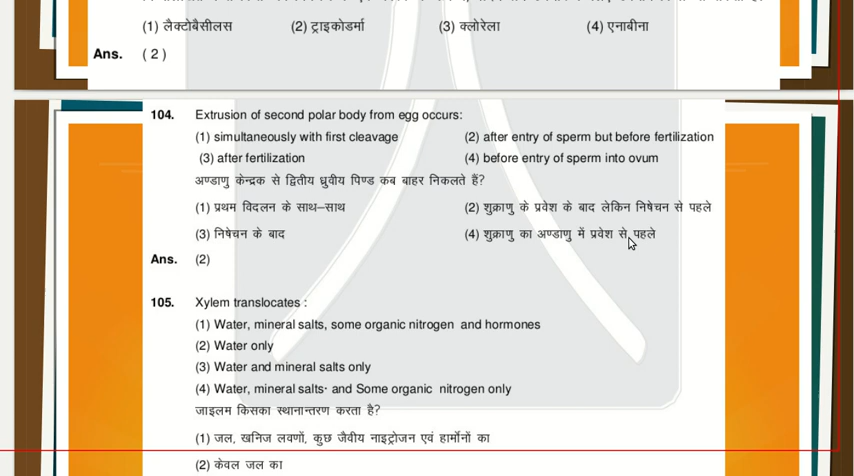 (1) लैक्टोबैसीलस (2) ट्राइकोडर्मा (3) क्लोरेला (4) एनाबीना
Ans. ( 2 )
104. Extrusion of second polar body from egg occurs:
(1) simultaneously with first cleavage (2) after entry of sperm but before fertilization
(3) after fertilization (4) before entry of sperm into ovum
अण्डाणु केन्द्रक से द्वितीय ध्रुवीय पिण्ड कब बाहर निकलते हैं?
(1) प्रथम विदलन के साथ–साथ (2) शुक्राणु के प्रवेश के बाद लेकिन निषेचन से पहले
(3) निषेचन के बाद (4) शुक्राणु का अण्डाणु में प्रवेश से पहले
Ans. (2)
105. Xylem translocates :
(1) Water, mineral salts, some organic nitrogen and hormones
(2) Water only
(3) Water and mineral salts only
(4) Water, mineral salts· and Some organic nitrogen only
जाइलम किसका स्थानान्तरण करता है?
(1) जल, खनिज लवणों, कुछ जैवीय नाइट्रोजन एवं हार्मोनों का
(2) केवल जल का